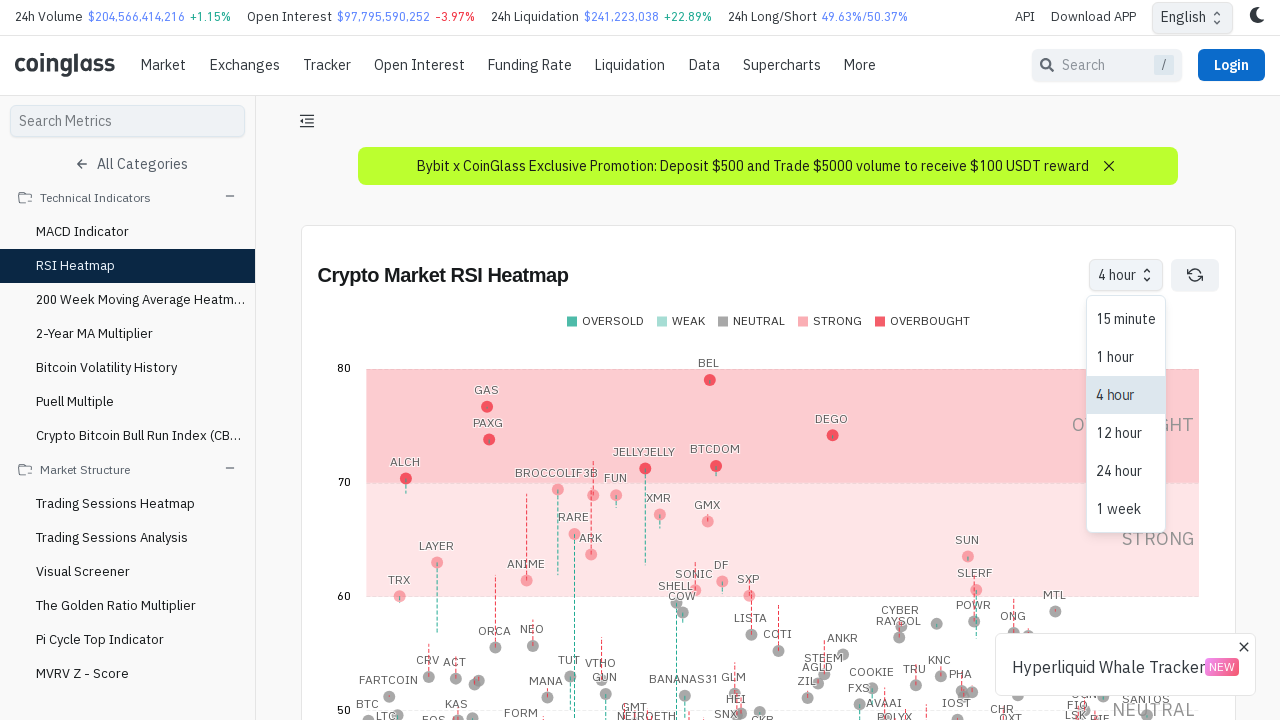 24h Volume $204,566,414,216 +1.15% Open Interest $97,795,590,252 -3.97% 24h Liquidation $241,223,038 +22.89% 24h Long/Short 49.63%/50.37% API Download APP English
coinglass Market Exchanges Tracker Open Interest Funding Rate Liquidation Data Supercharts More Search / Login
Search Metrics
All Categories
Technical Indicators
MACD Indicator
RSI Heatmap
200 Week Moving Average Heatm...
2-Year MA Multiplier
Bitcoin Volatility History
Puell Multiple
Crypto Bitcoin Bull Run Index (CB...
Market Structure
Trading Sessions Heatmap
Trading Sessions Analysis
Visual Screener
The Golden Ratio Multiplier
Pi Cycle Top Indicator
MVRV Z - Score
Bybit x CoinGlass Exclusive Promotion: Deposit $500 and Trade $5000 volume to receive $100 USDT reward
Crypto Market RSI Heatmap
4 hour
15 minute
1 hour
4 hour
12 hour
24 hour
1 week
OVERSOLD WEAK NEUTRAL STRONG OVERBOUGHT
80
BEL
GAS
PAXG
DEGO
JELLYJELLY BTCDOM
ALCH
BROCCOLIF3B FUN
70
XMR
GMX
RARE
ARK
STRONG
LAYER
SUN
ANIME
DF
SONIC
SLERF
TRX
SXP
SHELL
60
COW
MTL
POWR
CYBER
ONG
LISTA
RAYSOL
ORCA NEO
COTI
ANKR
CRV ACT
TUT
VTHO
STEEM
KNC
AGLD
TRU
COOKIE
PHA
GUN
FARTCOIN
MANA
BANANAS31 GLM
ZIL
FXS
HEI
SANTOS
BTC
KAS
AVAAI
IOST
LTC
FORM
GMT
SNX
CHR
FIO
NEUTRAL
50
Hyperliquid Whale Tracker NEW